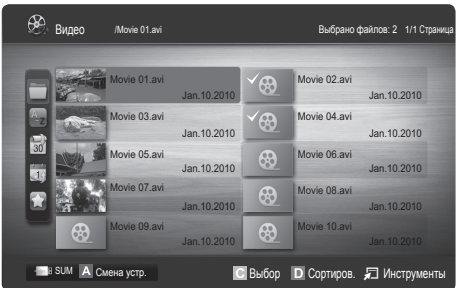 Видео /Movie 01.avi Выбрано файлов: 2 1/1 Страница
Movie 01.avi Movie 02.avi
Jan.10.2010 Jan.10.2010
Movie 03.avi Movie 04.avi
Jan.10.2010 Jan.10.2010
30
Movie 05.avi Movie 06.avi
Jan.10.2010 Jan.10.2010
1
Movie 07.avi Movie 08.avi
Jan.10.2010 Jan.10.2010
Movie 09.avi Movie 10.avi
Jan.10.2010 Jan.10.2010
SUM A Смена устр. C Выбор D Сортиров. Инструменты